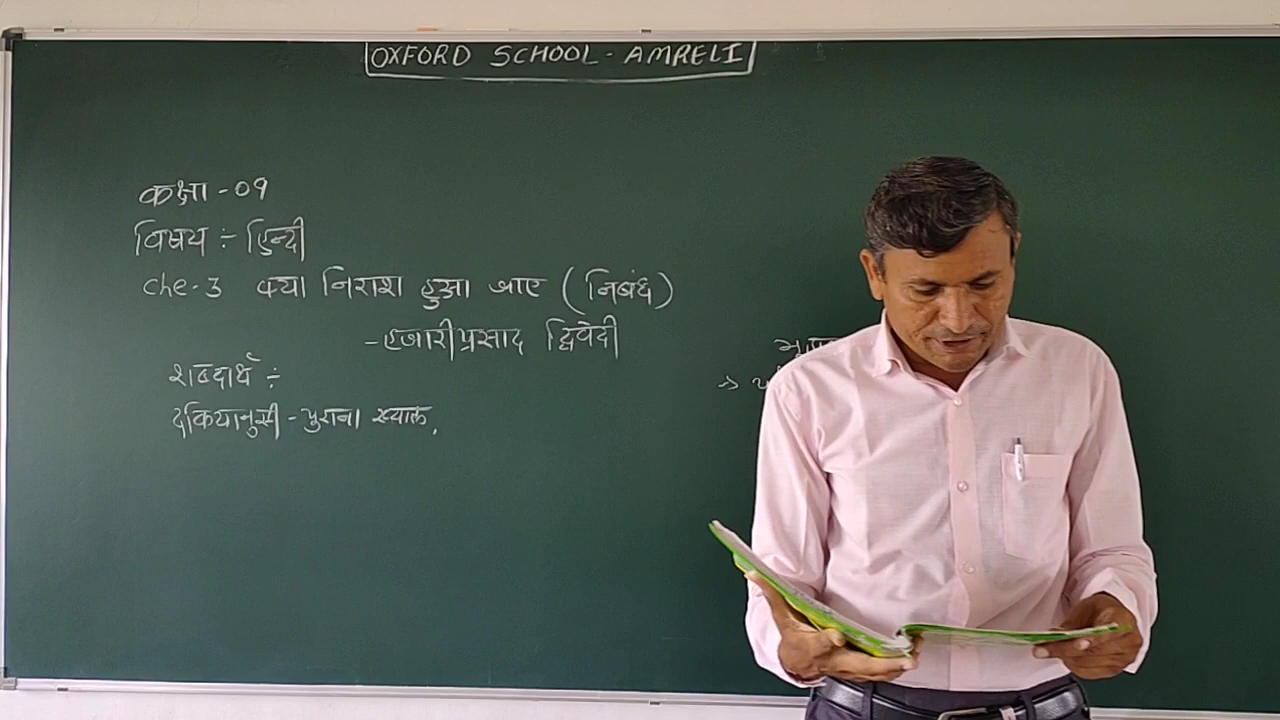 OXFORD SCHOOL - AMRELI
कक्षा - 09
विषय ÷ हिन्दी
che. 3 क्या निराश हुआ जाए (निबंध)
- हजारीप्रसाद द्विवेदी
शब्दार्थ ÷
दकियानुसी - पुराना ख्याल.